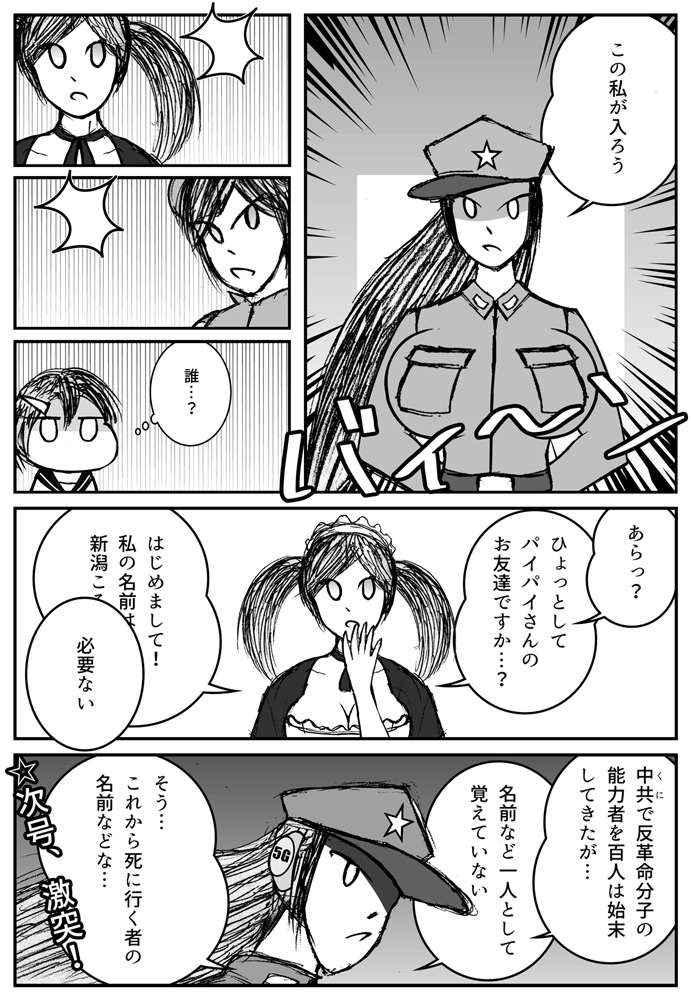 この私が入ろう
バイ〜ン
誰…？
あらっ？
ひょっとして
パイパイさんの
お友達ですか…？
はじめまして！
私の名前は
新潟こ
必要ない
中共で反革命分子の
くに
能力者を百人は始末
してきたが…
名前など一人として
覚えていない
5G
そう…
これから死に行く者の
名前などな…
☆次号、激突！